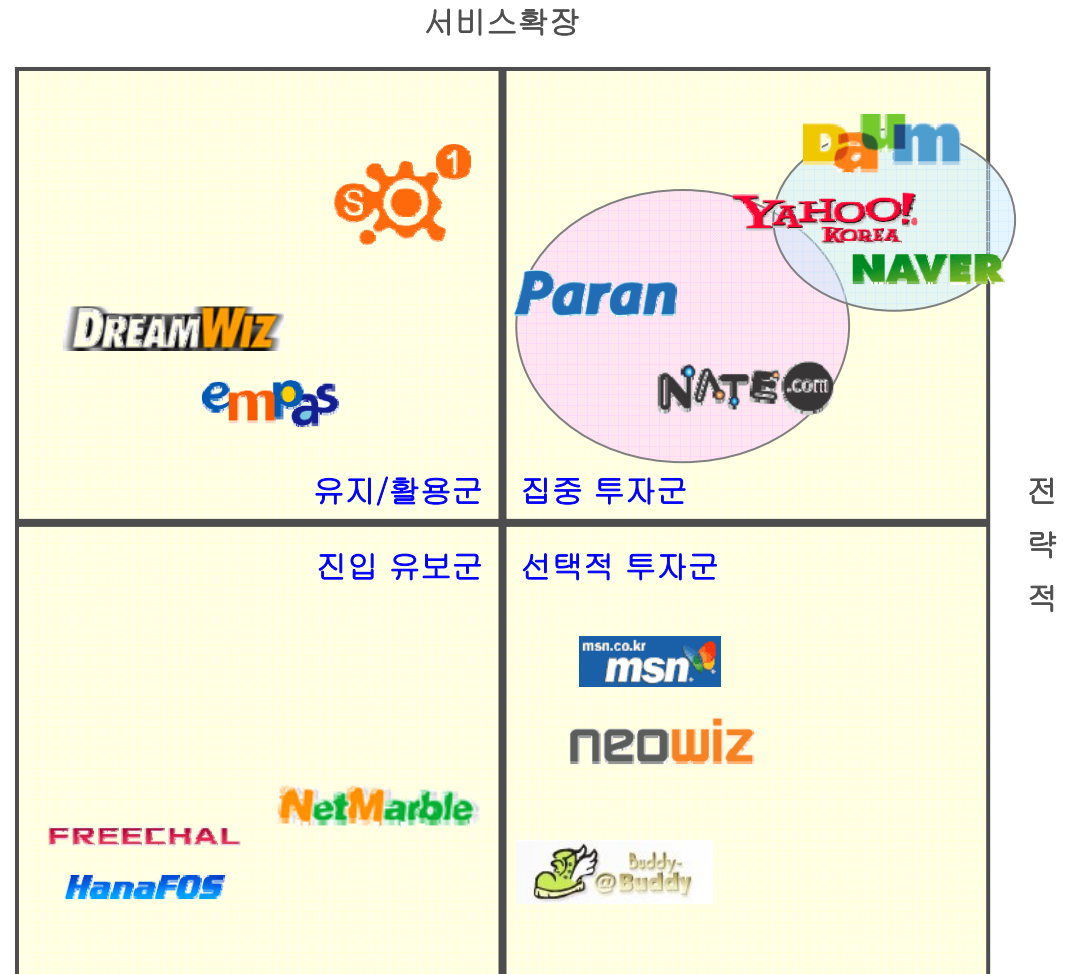 서비스확장
Daum
S 1
YAHOO!
KOREA
NAVER
Paran
DREAMWIZ
NATE.com
empas
유지/활용군
집중 투자군
전
략
적
진입 유보군
선택적 투자군
msn.co.kr
msn
neowiz
NetMarble
FREECHAL
HanaFOS
Buddy-
@Buddy